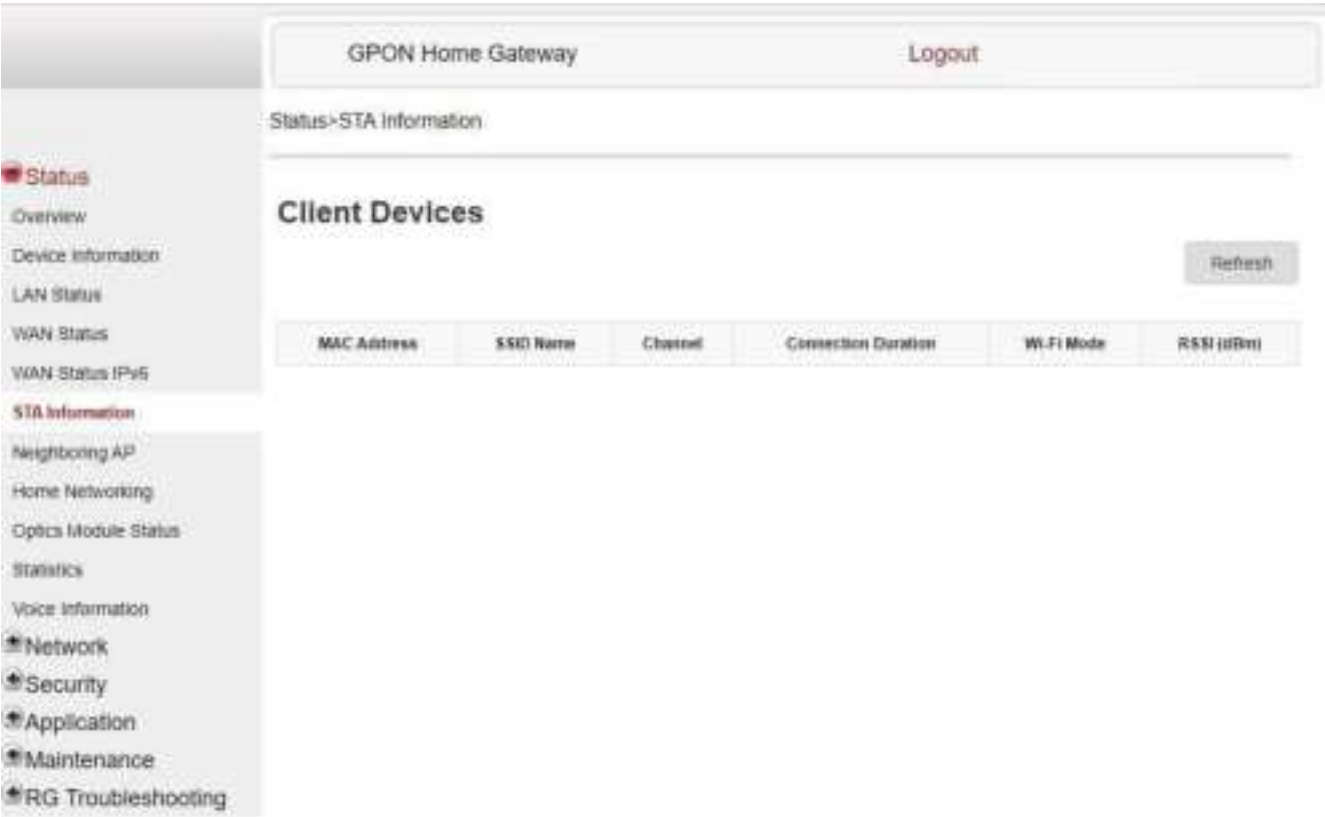 GPON Home Gateway Logout
Status>STA Information
Status
Overview
Device Information
LAN Status
WAN Status
WAN Status IPv6
STA Information
Neighboring AP
Home Networking
Optics Module Status
Statistics
Voice Information
Network
Security
Application
Maintenance
RG Troubleshooting
Client Devices
Refresh
MAC Address SSID Name Channel Connection Duration Wi-Fi Mode RSSI (dBm)